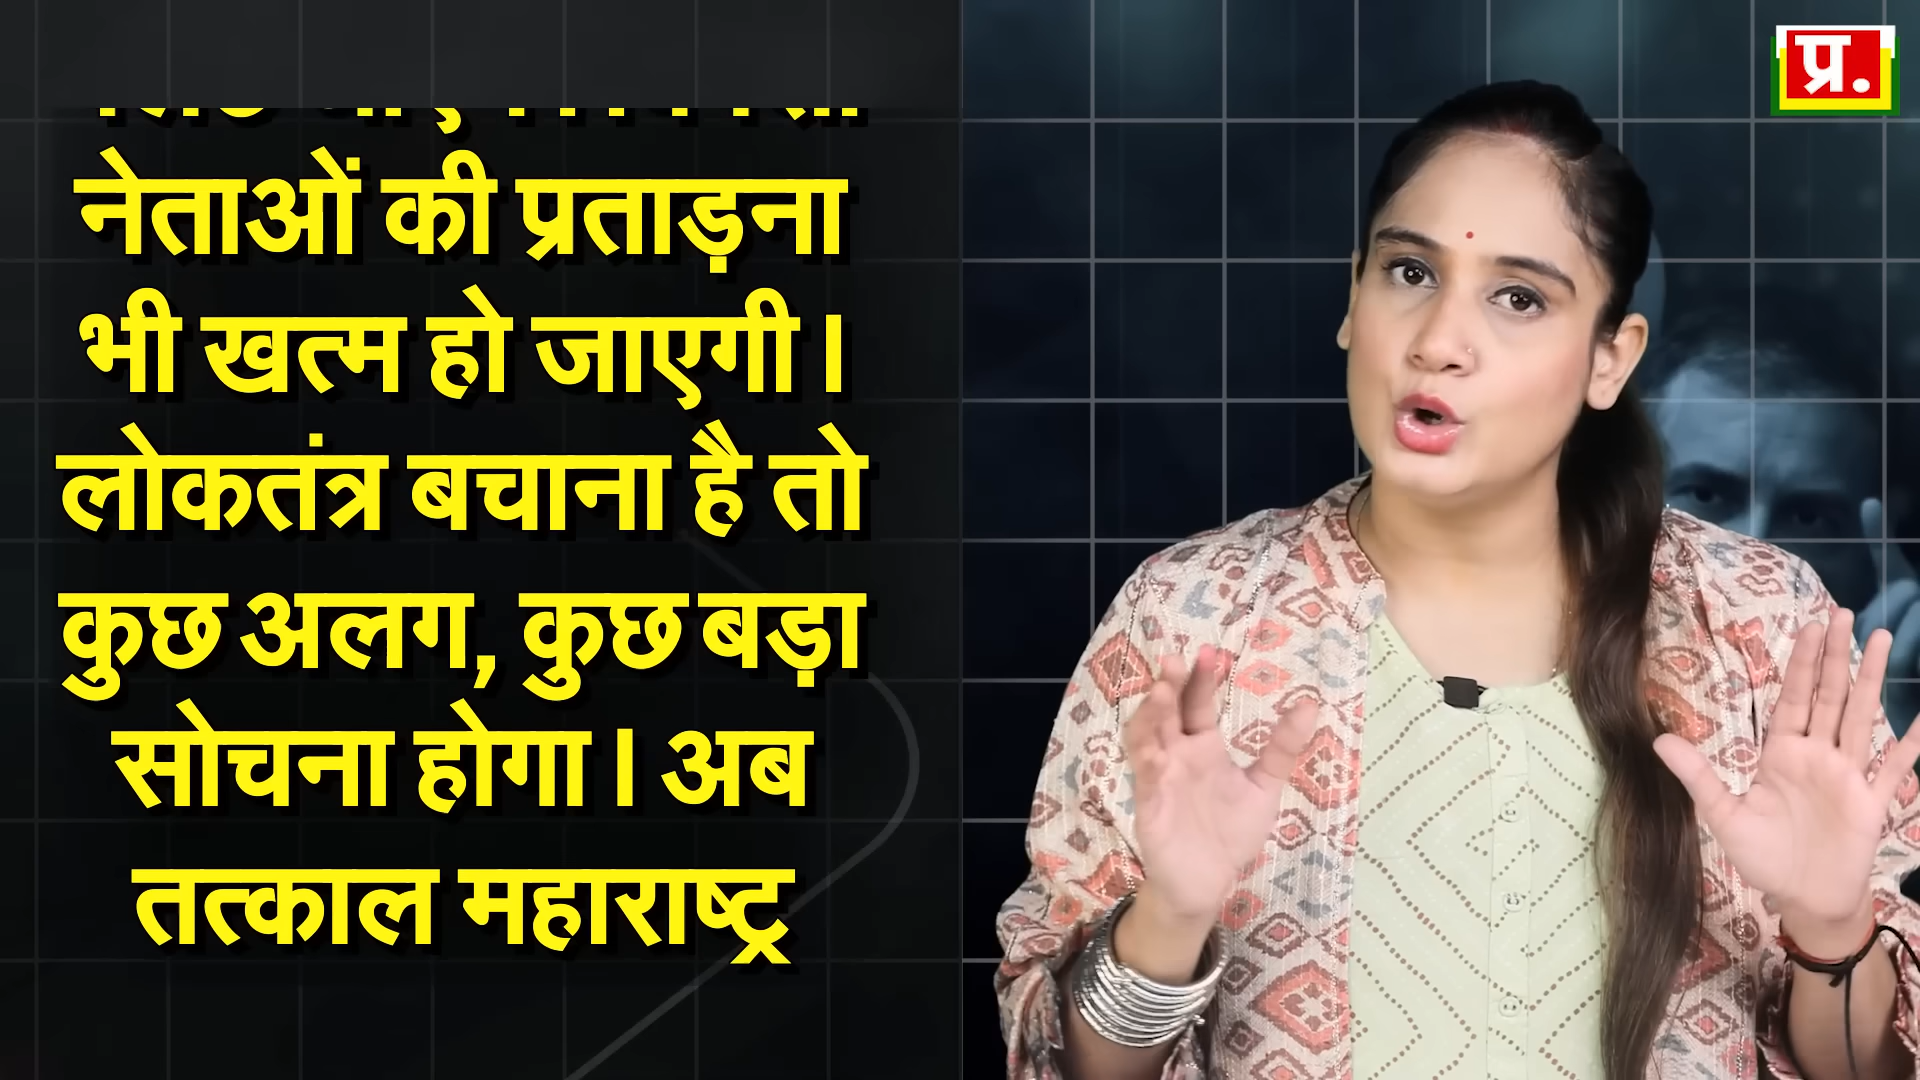 नेताओं की प्रताड़ना
भी खत्म हो जाएगी।
लोकतंत्र बचाना है तो
कुछ अलग, कुछ बड़ा
सोचना होगा। अब
तत्काल महाराष्ट्र
प्र.